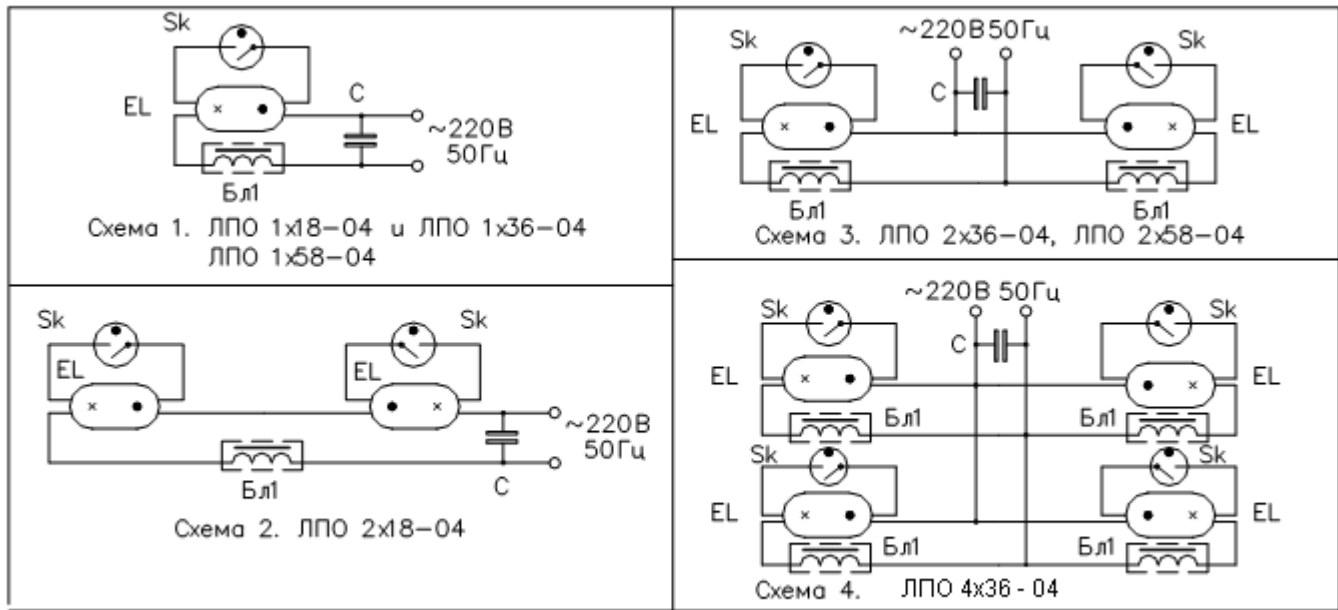 Sk
EL
C
~220В
50Гц
Бл1
Схема 1. ЛПО 1х18-04 и ЛПО 1х36-04
ЛПО 1х58-04
Sk
Sk
EL
EL
~220В
50Гц
Бл1
C
Схема 2. ЛПО 2х18-04
~220В 50Гц
Sk
Sk
C
EL
EL
Бл1
Бл1
Схема 3. ЛПО 2х36-04, ЛПО 2х58-04
~220В 50Гц
Sk
Sk
C
EL
EL
Бл1
Бл1
Sk
Sk
EL
EL
Бл1
Бл1
Схема 4. ЛПО 4х36 - 04